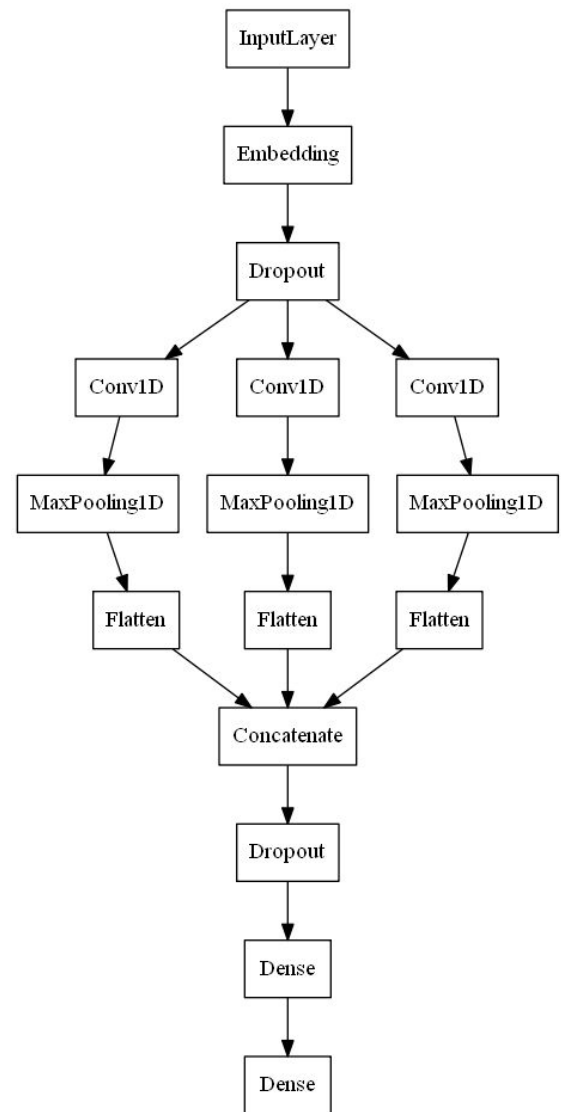 InputLayer
Embedding
Dropout
Conv1D Conv1D Conv1D
MaxPooling1D MaxPooling1D MaxPooling1D
Flatten Flatten Flatten
Concatenate
Dropout
Dense
Dense